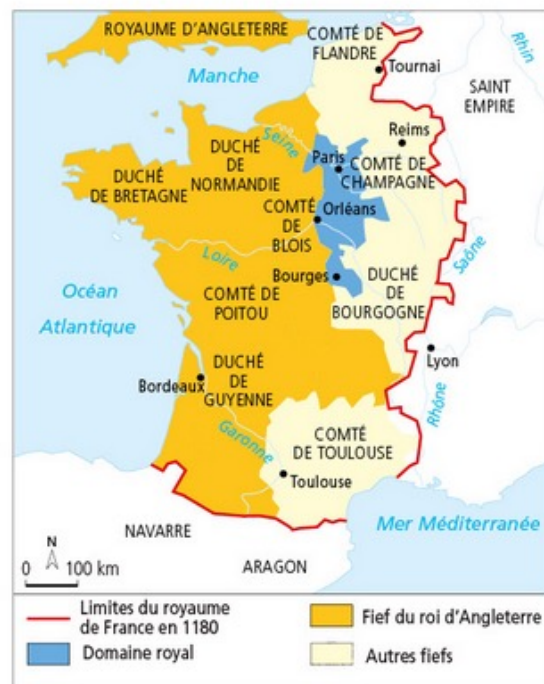 ROYAUME D'ANGLETERRE
COMTÉ DE
FLANDRE
Manche
Tournai
Rhin
SAINT
EMPIRE
Seine
Reims
DUCHÉ
DE
NORMANDIE
Paris
COMTÉ DE
CHAMPAGNE
DUCHÉ
DE BRETAGNE
COMTÉ
DE
BLOIS
Orléans
Loire
Saône
Bourges
DUCHÉ
DE
BOURGOGNE
Océan
Atlantique
COMTÉ DE
POITOU
Lyon
Bordeaux
DUCHÉ
DE
GUYENNE
Rhône
Garonne
COMTÉ
DE TOULOUSE
Toulouse
Mer Méditerranée
NAVARRE
ARAGON
N
0 100 km
Limites du royaume
de France en 1180
Fief du roi d'Angleterre
Domaine royal
Autres fiefs